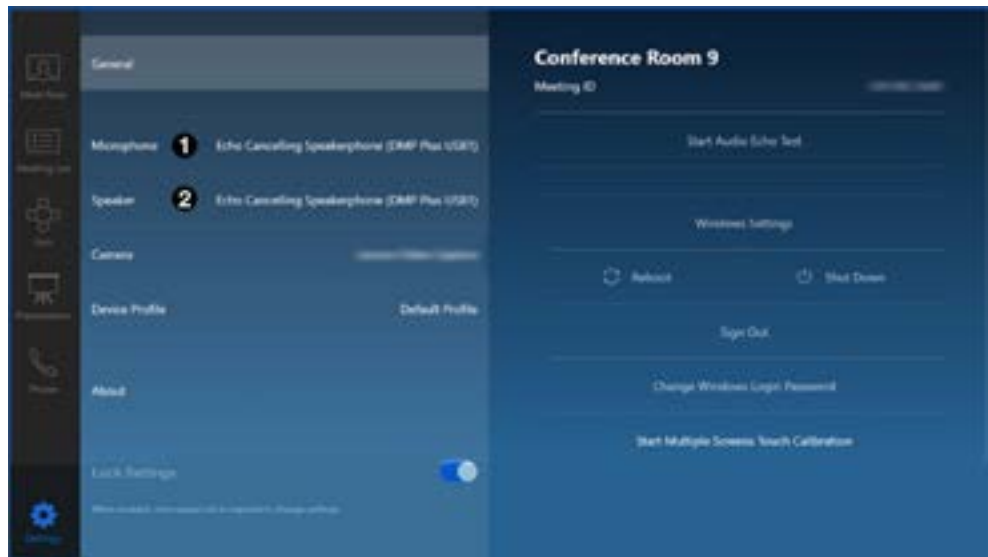 General
Microphone 1 Echo Cancelling Speakerphone (DMP Plus USB1)
Speaker 2 Echo Cancelling Speakerphone (DMP Plus USB1)
Camera
Device Profile Default Profile
About
Lock Settings
Settings
Conference Room 9
Meeting ID
Start Audio Echo Test
Windows Settings
Reboot Shut Down
Sign Out
Change Windows Login Password
Start Multiple Screens Touch Calibration